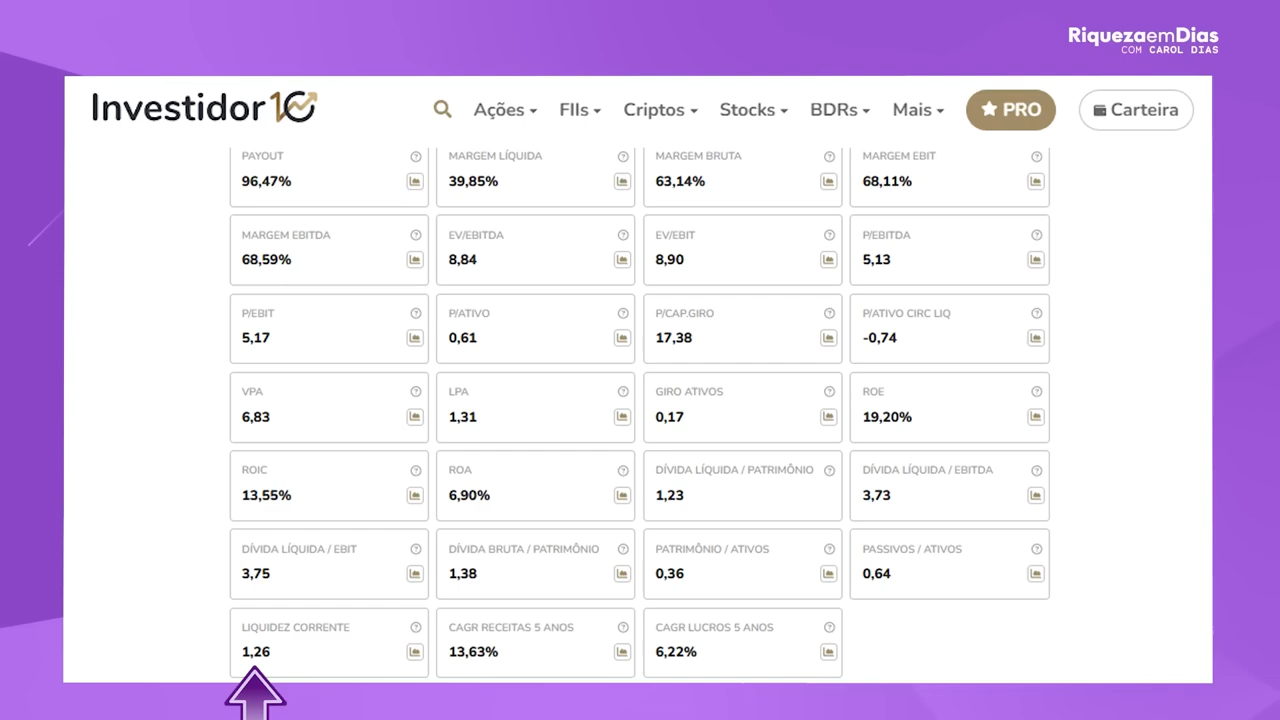 RiquezaemDias
COM CAROL DIAS
Investidor10
Ações
FIIs
Criptos
Stocks
BDRs
Mais
PRO
Carteira
PAYOUT
96,47%
MARGEM LÍQUIDA
39,85%
MARGEM BRUTA
63,14%
MARGEM EBIT
68,11%
MARGEM EBITDA
68,59%
EV/EBITDA
8,84
EV/EBIT
8,90
P/EBITDA
5,13
P/EBIT
5,17
P/ATIVO
0,61
P/CAP.GIRO
17,38
P/ATIVO CIRC LIQ
-0,74
VPA
6,83
LPA
1,31
GIRO ATIVOS
0,17
ROE
19,20%
ROIC
13,55%
ROA
6,90%
DÍVIDA LÍQUIDA / PATRIMÔNIO
1,23
DÍVIDA LÍQUIDA / EBITDA
3,73
DÍVIDA LÍQUIDA / EBIT
3,75
DÍVIDA BRUTA / PATRIMÔNIO
1,38
PATRIMÔNIO / ATIVOS
0,36
PASSIVOS / ATIVOS
0,64
LIQUIDEZ CORRENTE
1,26
CAGR RECEITAS 5 ANOS
13,63%
CAGR LUCROS 5 ANOS
6,22%